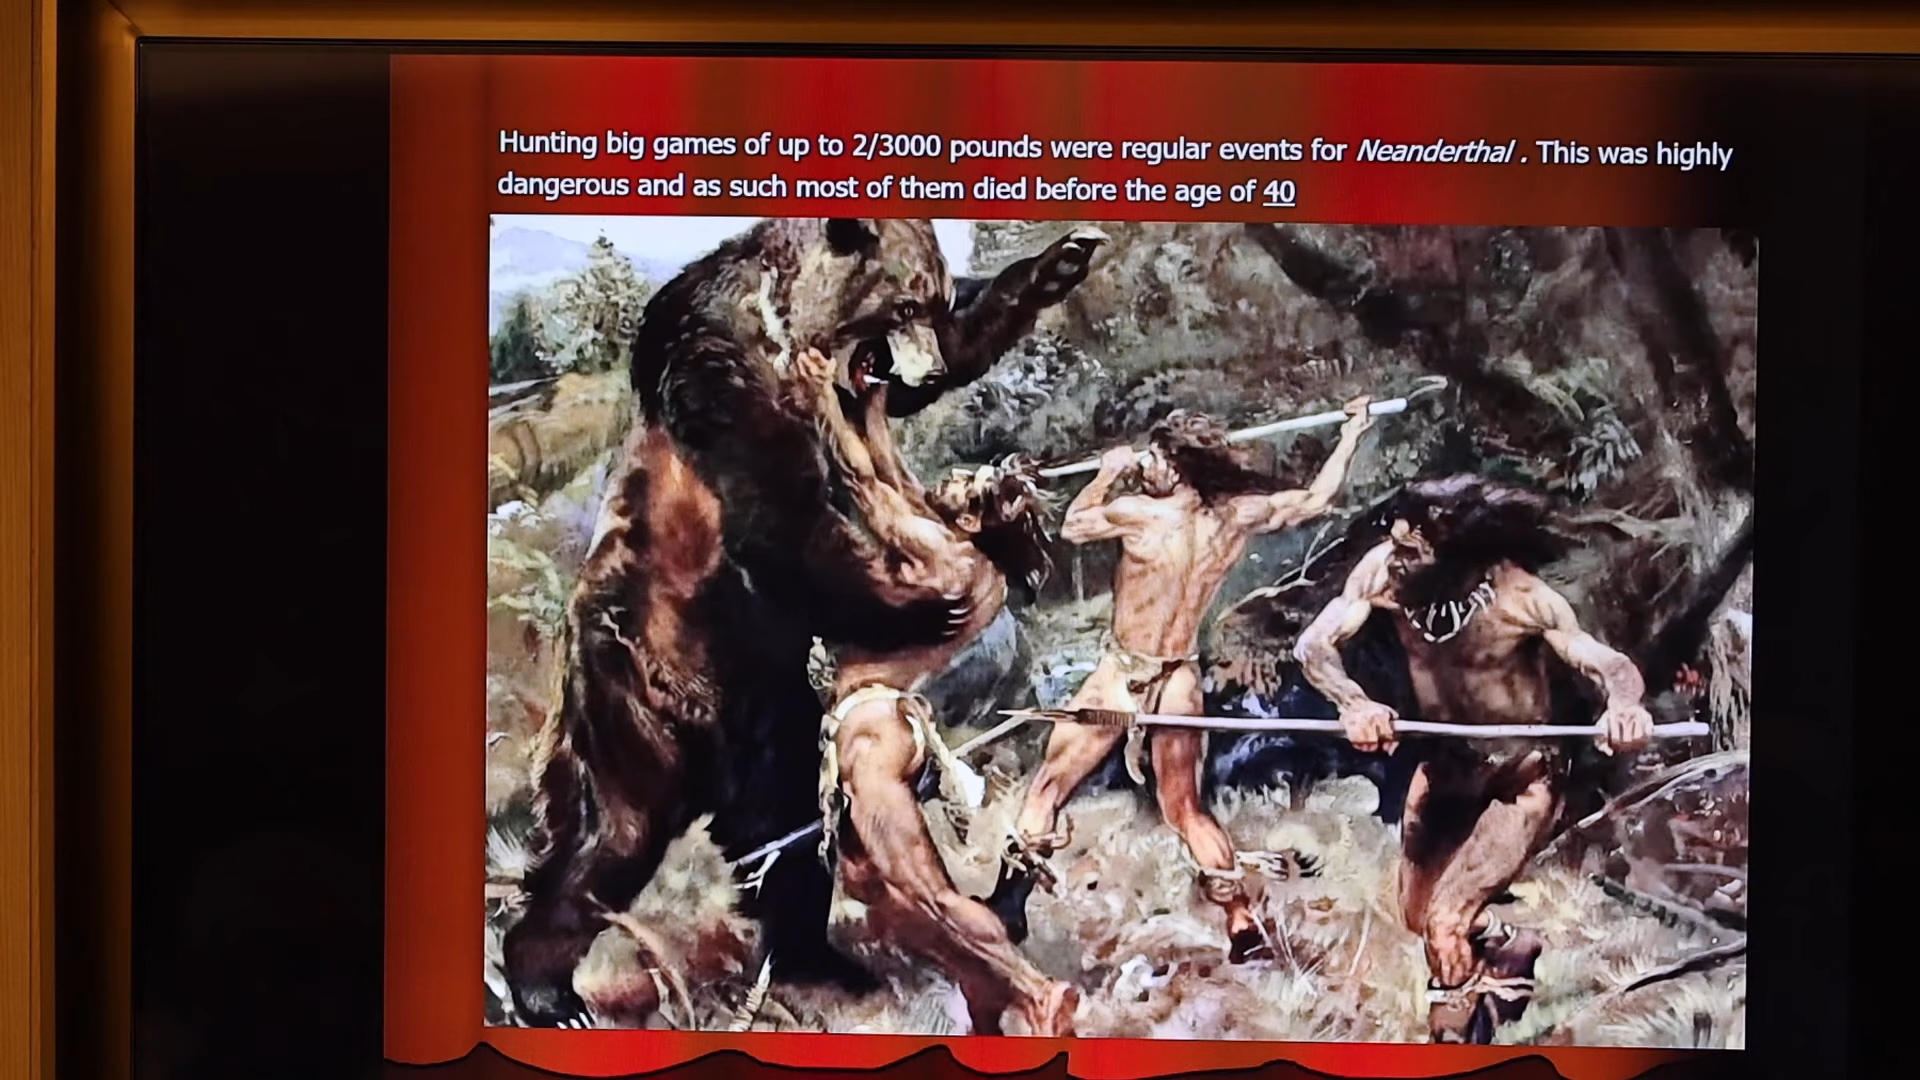 Hunting big games of up to 2/3000 pounds were regular events for Neanderthal . This was highly
dangerous and as such most of them died before the age of 40